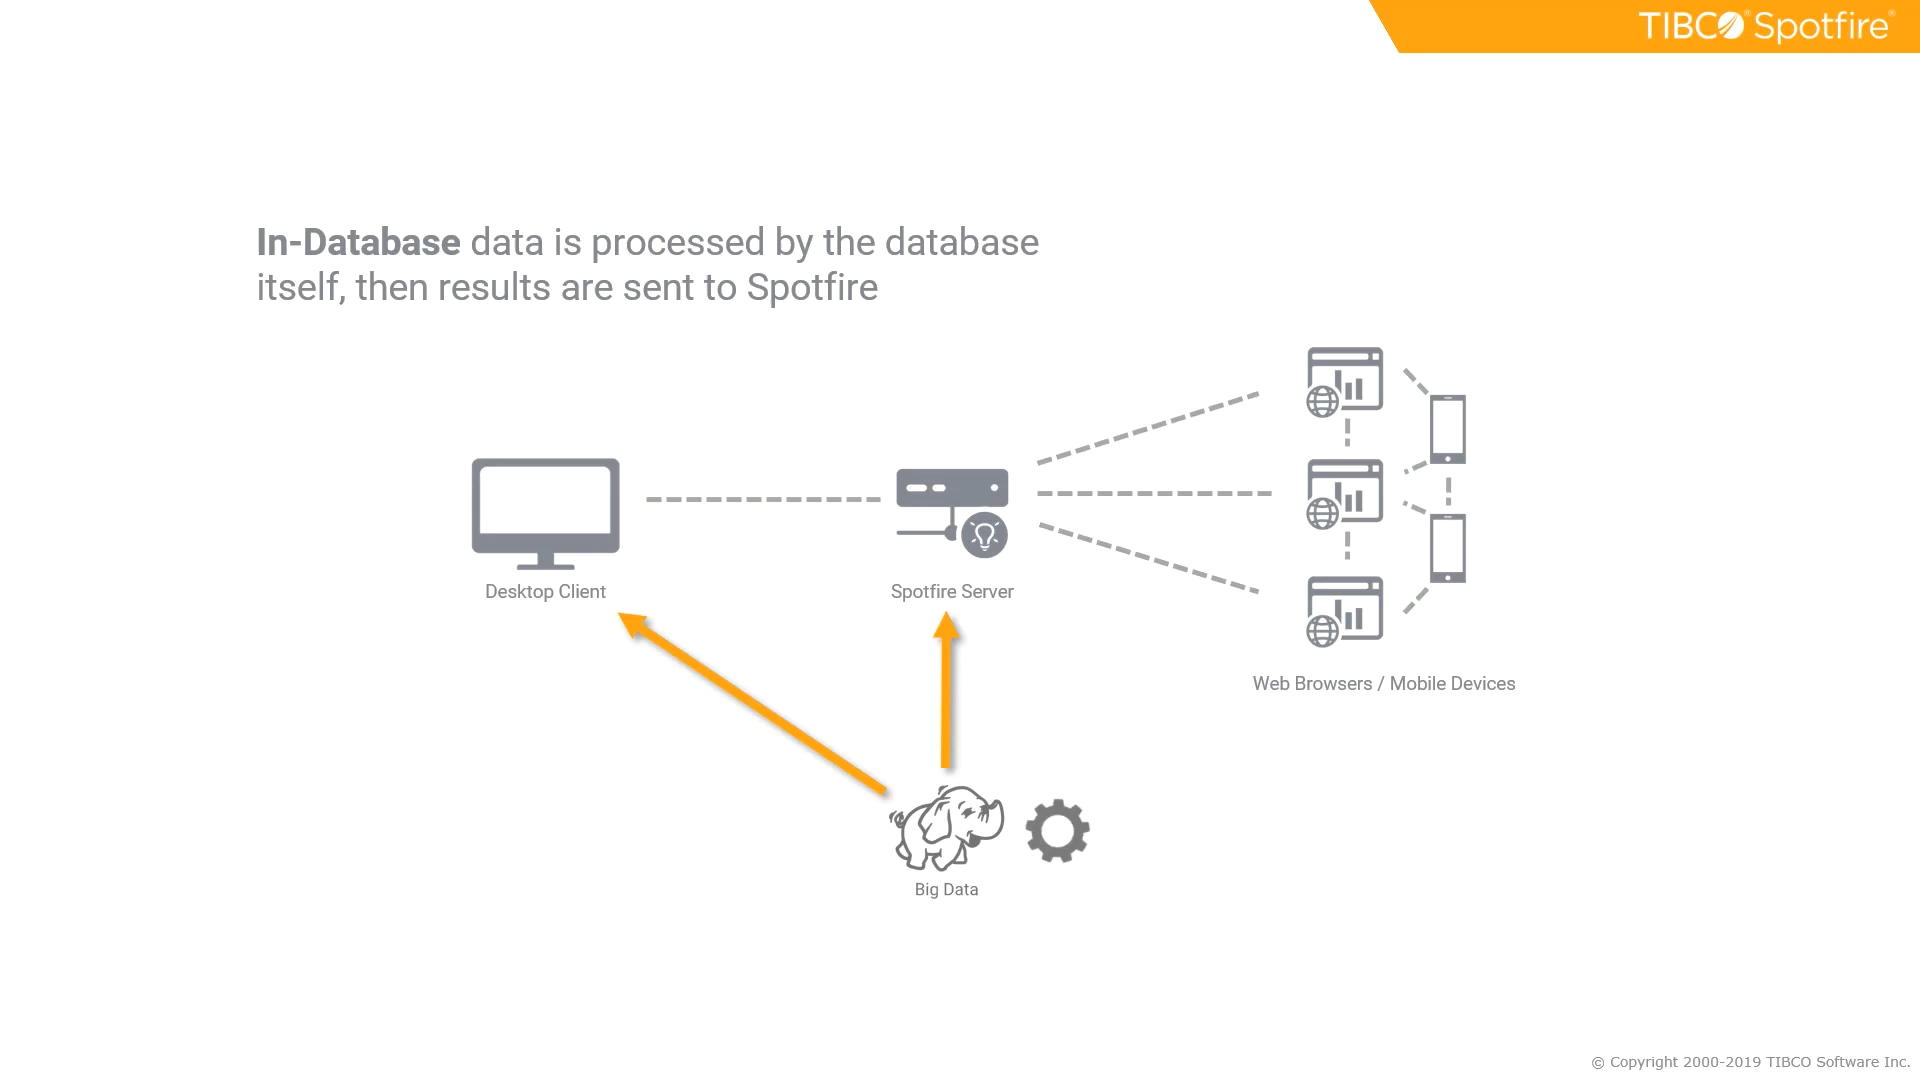 TIBCO® Spotfire®
In-Database data is processed by the database
itself, then results are sent to Spotfire
Desktop Client
Spotfire Server
Web Browsers / Mobile Devices
Big Data
© Copyright 2000-2019 TIBCO Software Inc.